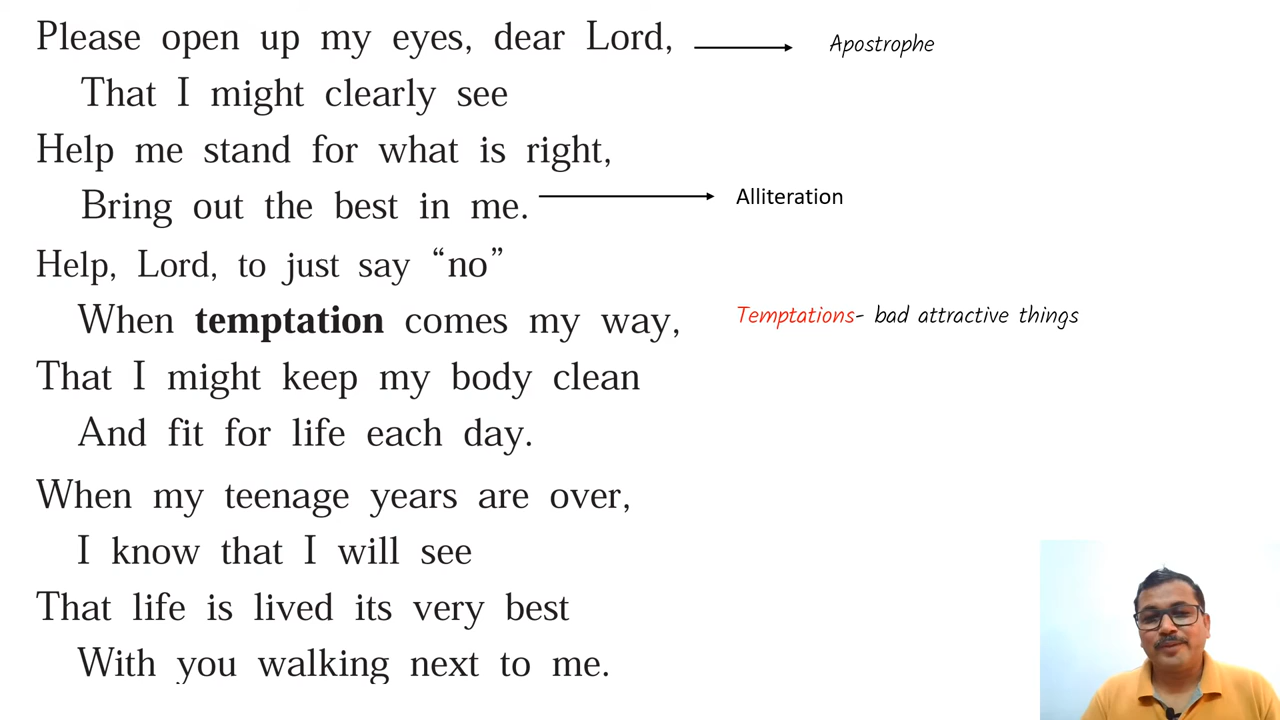 Please open up my eyes, dear Lord,
Apostrophe
That I might clearly see
Help me stand for what is right,
Bring out the best in me.
Alliteration
Help, Lord, to just say “no”
When temptation comes my way,
Temptations- bad attractive things
That I might keep my body clean
And fit for life each day.
When my teenage years are over,
I know that I will see
That life is lived its very best
With you walking next to me.